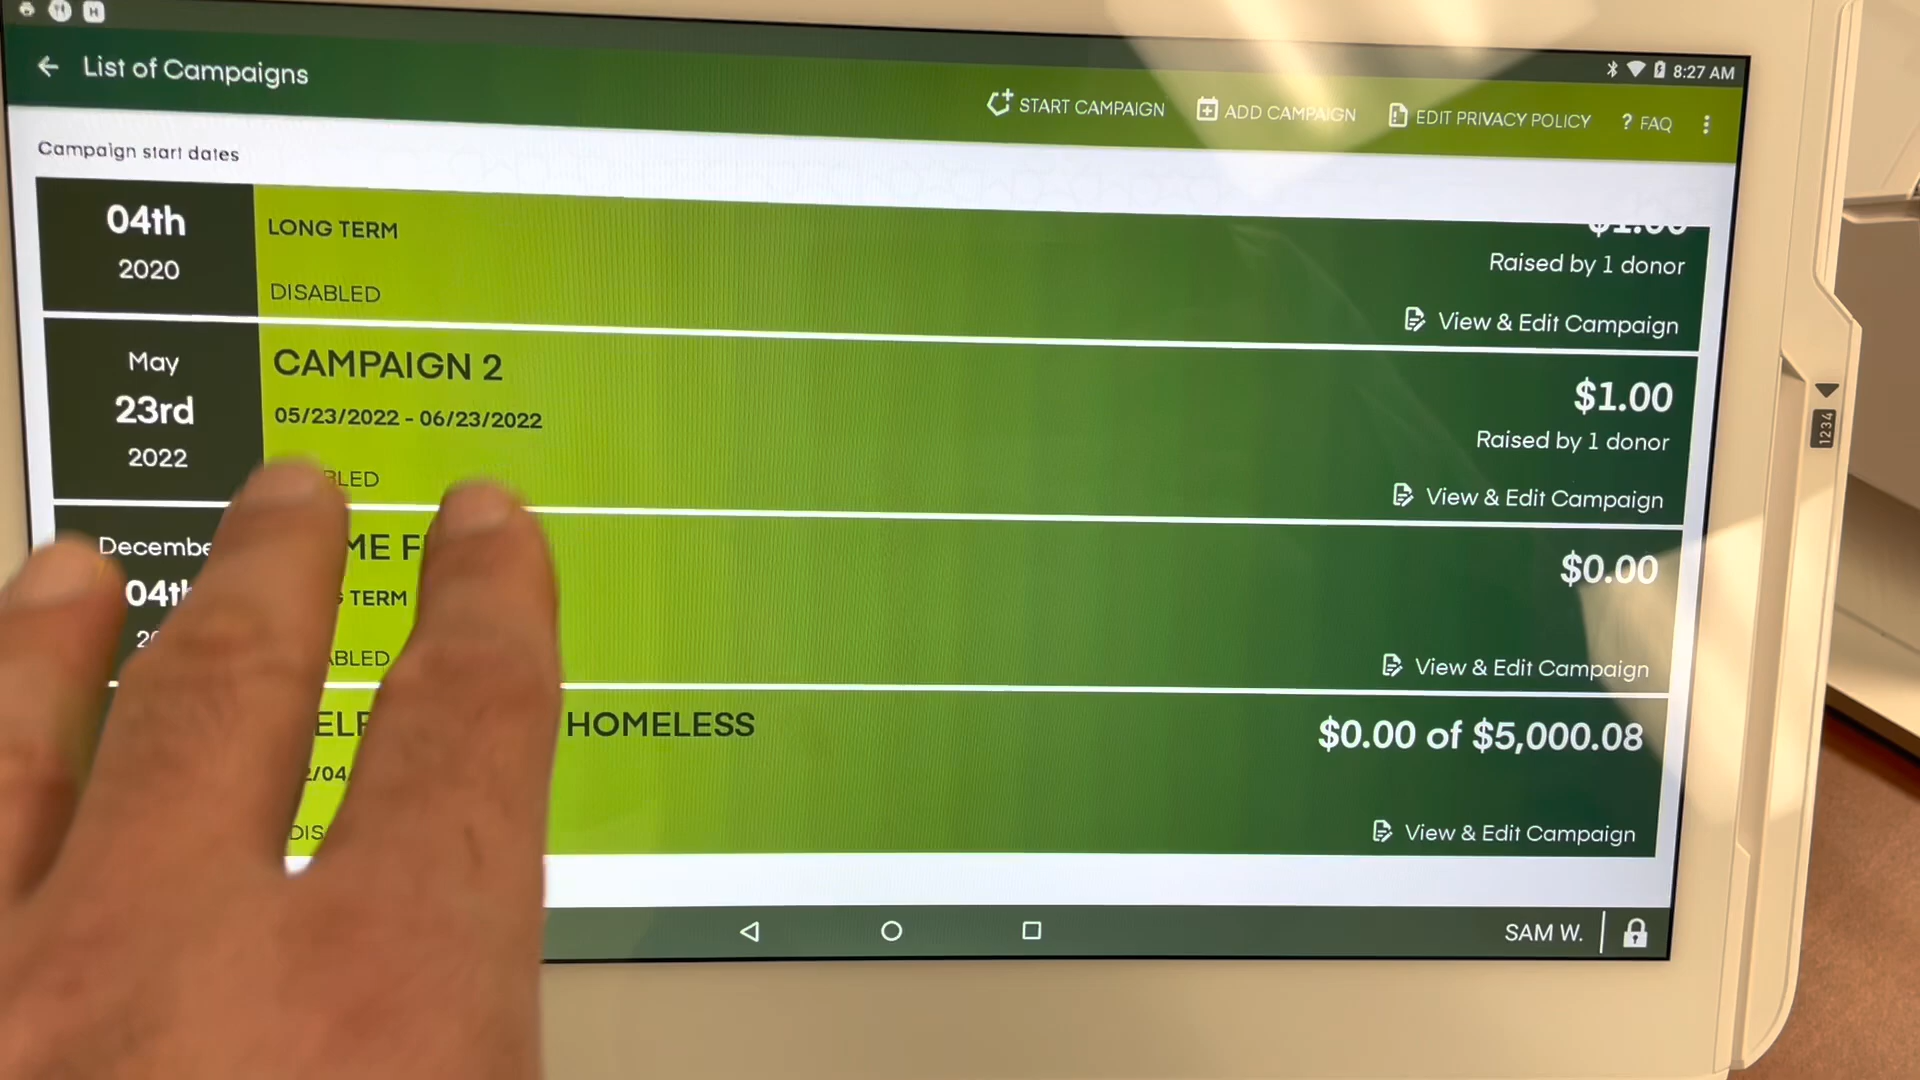 8:27 AM
List of Campaigns
START CAMPAIGN
ADD CAMPAIGN
EDIT PRIVACY POLICY
? FAQ
Campaign start dates
04th
2020
LONG TERM
DISABLED
$1.00
Raised by 1 donor
View & Edit Campaign
May
23rd
2022
CAMPAIGN 2
05/23/2022 - 06/23/2022
$1.00
Raised by 1 donor
View & Edit Campaign
04th
TERM
$0.00
View & Edit Campaign
HOMELESS
$0.00 of $5,000.08
View & Edit Campaign
SAM W.
1234